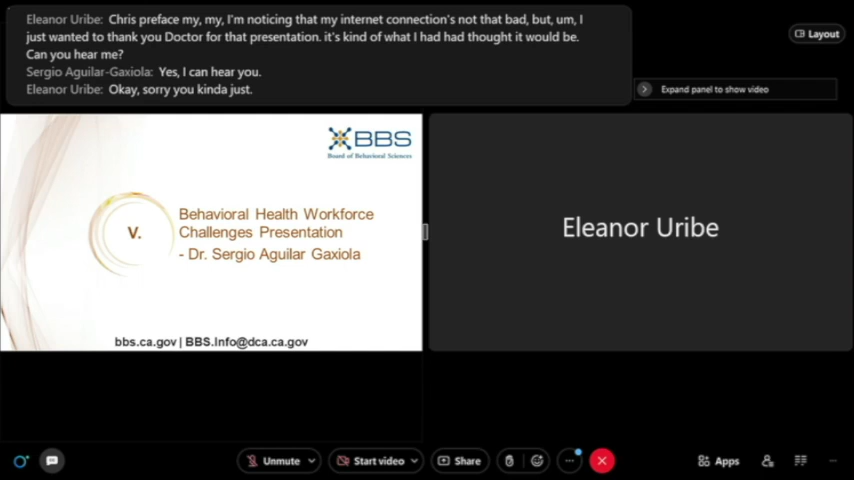 Eleanor Uribe: Chris preface my, my, I'm noticing that my internet connection's not that bad, but, um, I
just wanted to thank you Doctor for that presentation. it's kind of what I had had thought it would be.
Can you hear me?
Sergio Aguilar-Gaxiola: Yes, I can hear you.
Eleanor Uribe: Okay, sorry you kinda just.
Layout
Expand panel to show video
BBS
Board of Behavioral Sciences
V.
Behavioral Health Workforce
Challenges Presentation
- Dr. Sergio Aguilar Gaxiola
bbs.ca.gov | BBS.Info@dca.ca.gov
Eleanor Uribe
Unmute
Start video
Share
Apps